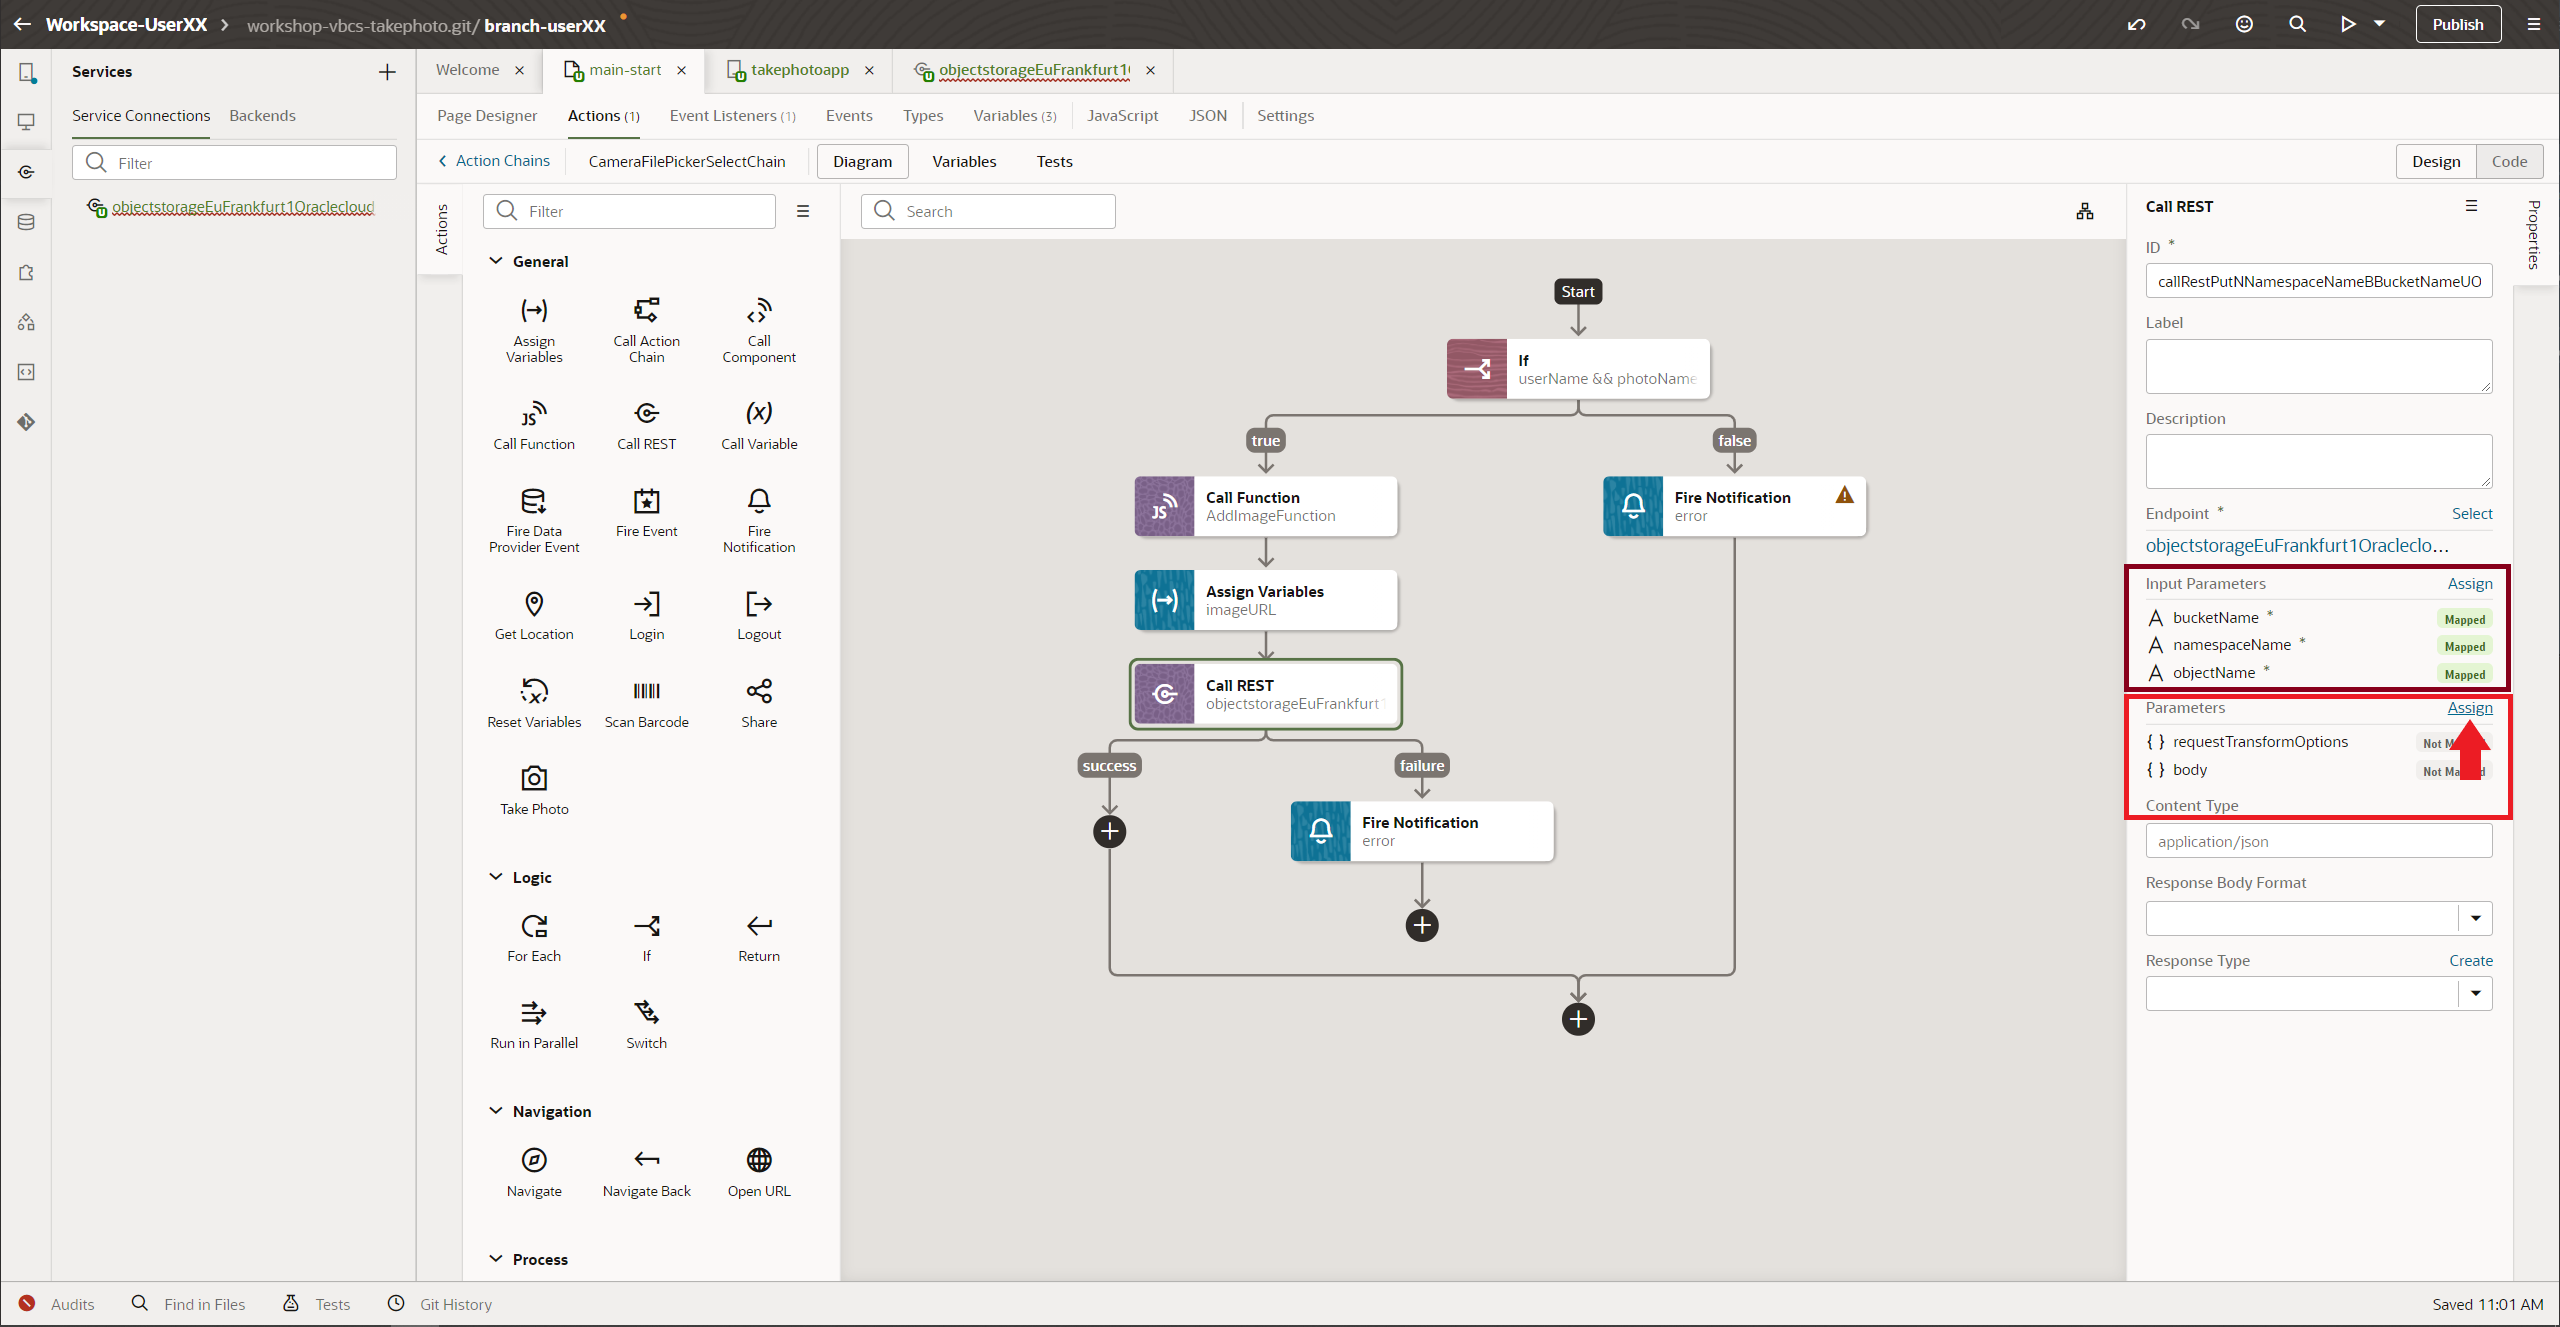 Workspace-UserXX > workshop-vbcs-takephoto.git/ branch-userXX
Publish
Services
Service Connections Backends
Filter
objectstorageEuFrankfurt1Oraclecloud
Welcome main-start takephotoapp objectstorageEuFrankfurt1
Page Designer Actions (1) Event Listeners (1) Events Types Variables (3) JavaScript JSON Settings
Action Chains CameraFilePickerSelectChain Diagram Variables Tests Design Code
Actions
Filter
General
Assign Variables
Call Action Chain
Call Component
Call Function
Call REST
Call Variable
Fire Data Provider Event
Fire Event
Fire Notification
Get Location
Login
Logout
Reset Variables
Scan Barcode
Share
Take Photo
Logic
For Each
If
Return
Run in Parallel
Switch
Navigation
Navigate
Navigate Back
Open URL
Process
Search
Start
If
userName && photoName
true
false
Call Function
AddImageFunction
Fire Notification
error
Assign Variables
imageURL
Call REST
objectstorageEuFrankfurt1
success
failure
Fire Notification
error
Call REST
Properties
ID *
callRestPutNNamespaceNameBBucketNameUO
Label
Description
Endpoint * Select
objectstorageEuFrankfurt1Oracleclo...
Input Parameters Assign
bucketName * Mapped
namespaceName * Mapped
objectName * Mapped
Parameters Assign
{ } requestTransformOptions Not
{ } body Not
Content Type
application/json
Response Body Format
Response Type Create
Audits Find in Files Tests Git History Saved 11:01 AM